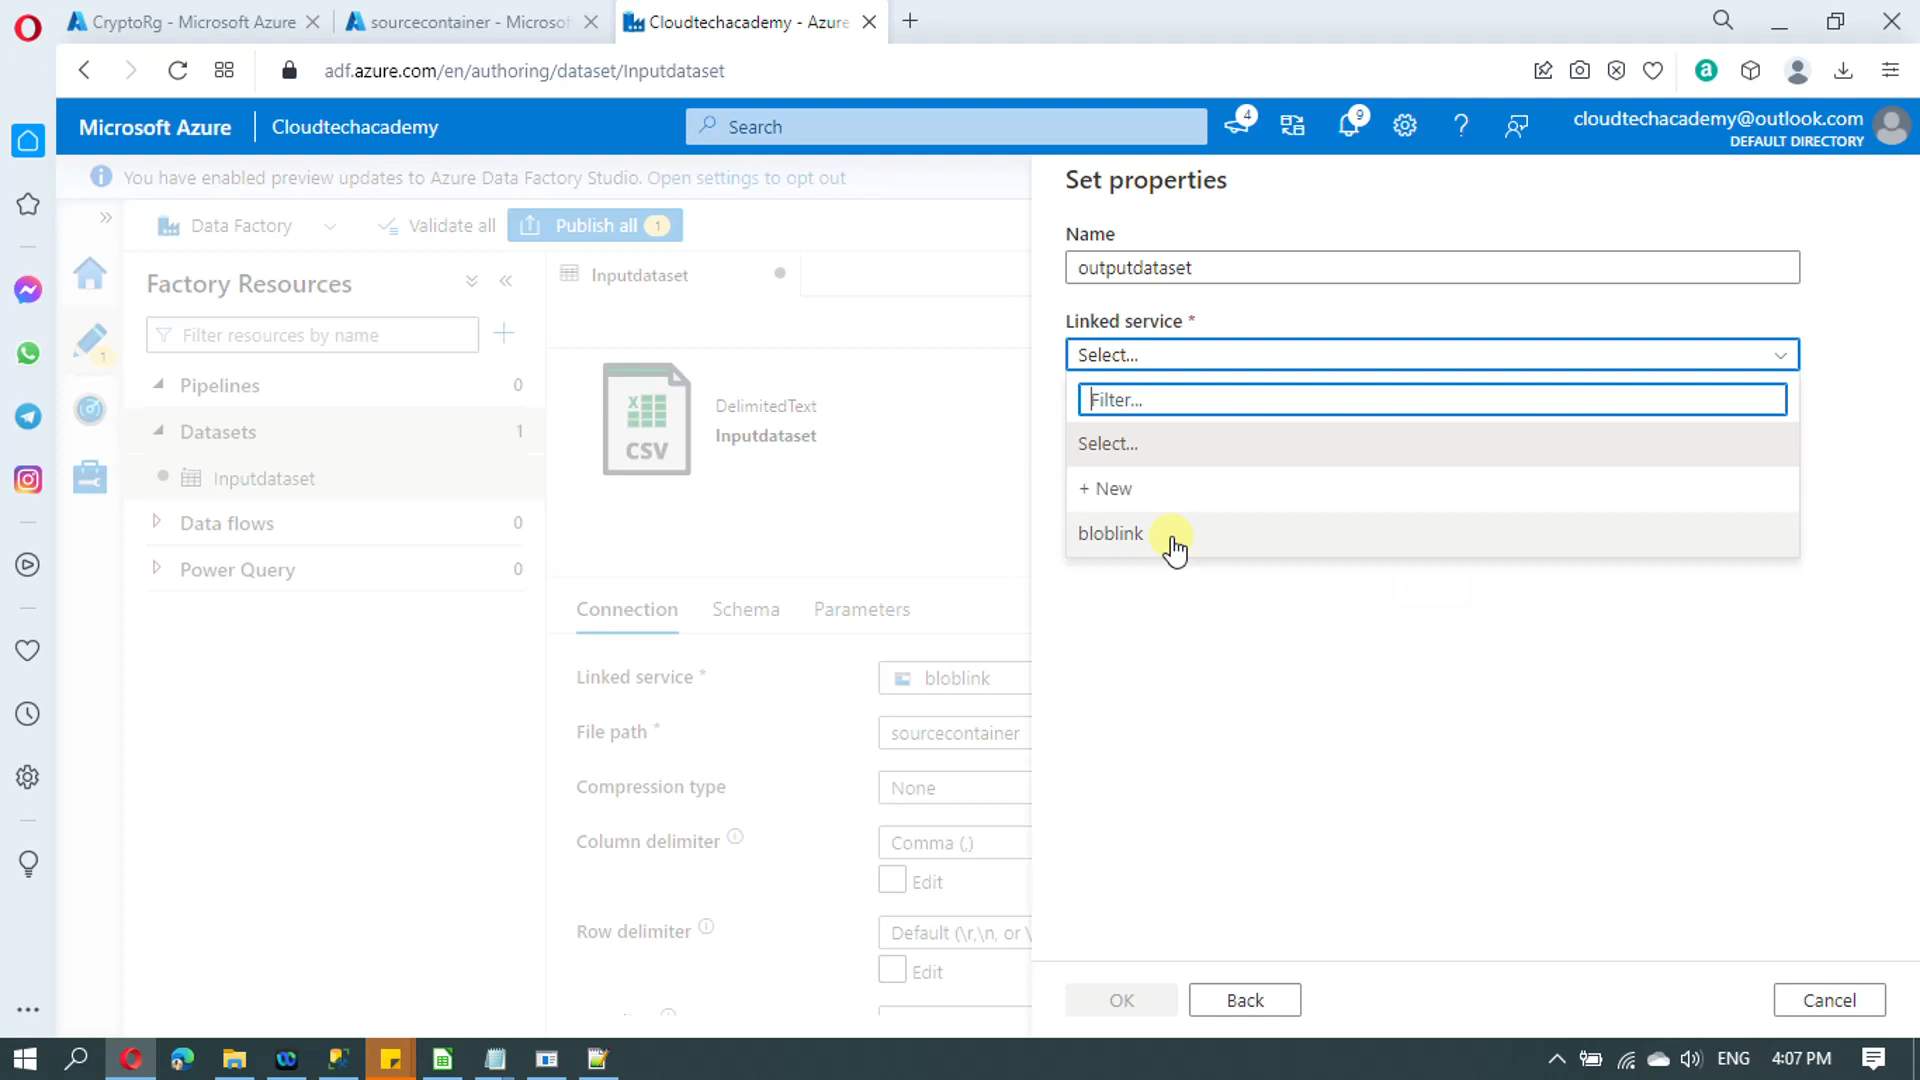 CryptoRg - Microsoft Azure
sourcecontainer - Microsof
Cloudtechacademy - Azure
adf.azure.com/en/authoring/dataset/Inputdataset
a
Microsoft Azure
Cloudtechacademy
Search
4
9
cloudtechacademy@outlook.com
DEFAULT DIRECTORY
You have enabled preview updates to Azure Data Factory Studio. Open settings to opt out
Data Factory
Validate all
Publish all 1
Factory Resources
Filter resources by name
1
Pipelines 0
Datasets 1
Inputdataset
Data flows 0
Power Query 0
Inputdataset
X
CSV
DelimitedText
Inputdataset
Connection
Schema
Parameters
Linked service *
bloblink
File path *
sourcecontainer
Compression type
None
Column delimiter
Comma (,)
Edit
Row delimiter
Default (\r,\n, or \
Edit
Set properties
Name
outputdataset
Linked service *
Select...
Filter...
Select...
+ New
bloblink
OK
Back
Cancel
ENG
4:07 PM